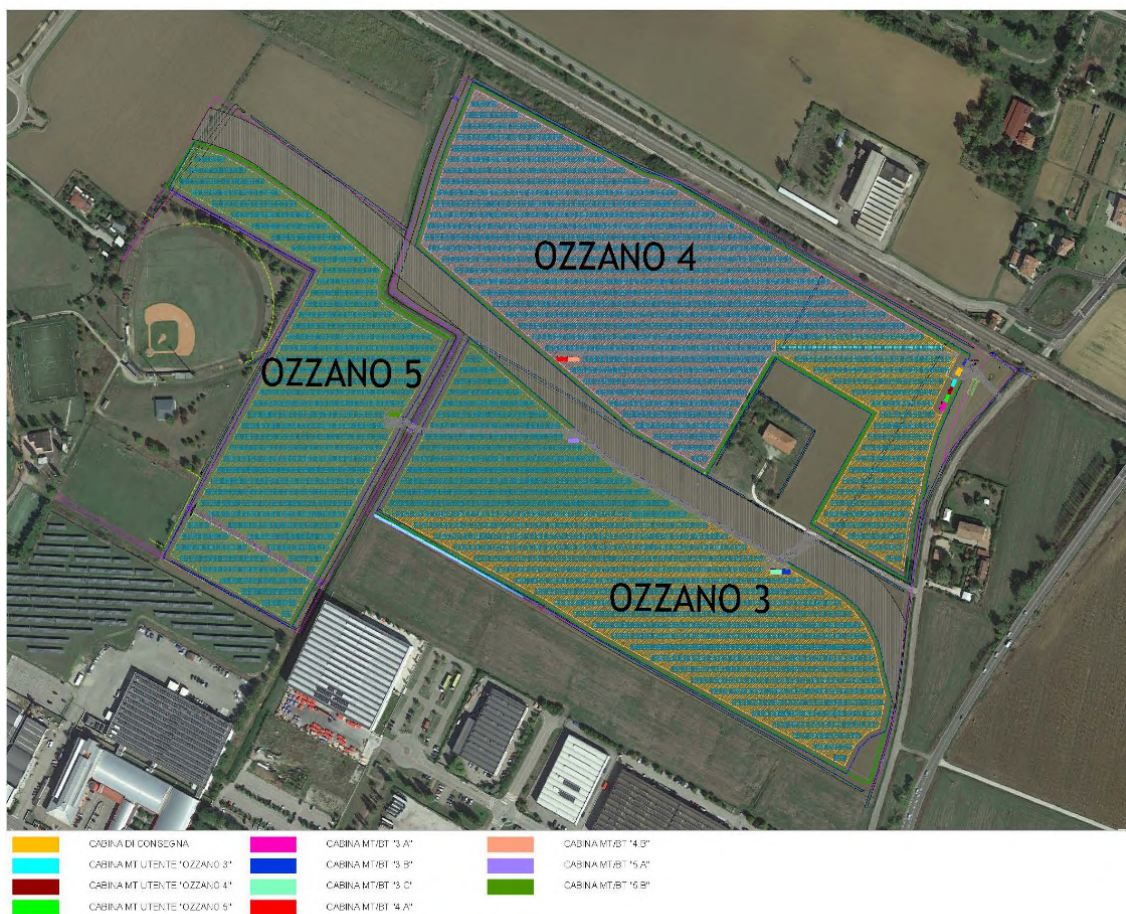 OZZANO 4
OZZANO 5
OZZANO 3
CABINA DI CONSEGNA
CABINA MT UTENTE "OZZANO 3"
CABINA MT UTENTE "OZZANO 4"
CABINA MT UTENTE "OZZANO 5"
CABINA MT/BT "3.A"
CABINA MT/BT "3.B"
CABINA MT/BT "3.C"
CABINA MT/BT "4.A"
CABINA MT/BT "4.B"
CABINA MT/BT "5.A"
CABINA MT/BT "5.B"